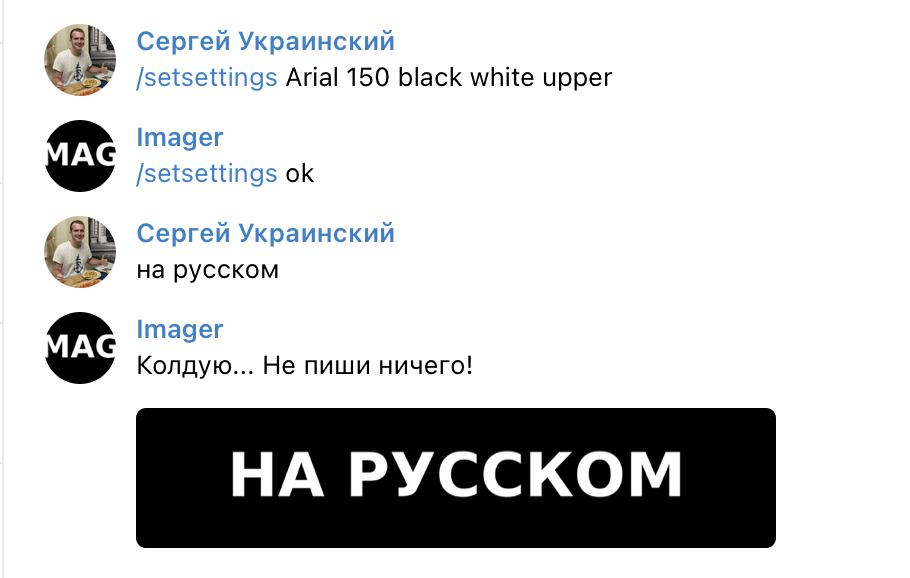 Сергей Украинский
/setsettings Arial 150 black white upper
MAG
Imager
/setsettings ok
Сергей Украинский
на русском
MAG
Imager
Колдую... Не пиши ничего!
НА РУССКОМ